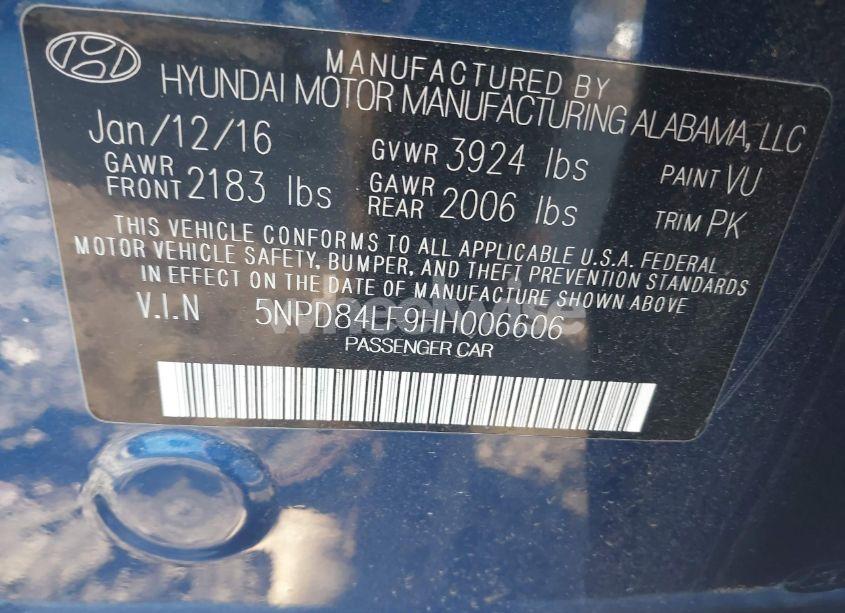 MANUFACTURED BY
HYUNDAI MOTOR MANUFACTURING ALABAMA, LLC
Jan/12/16 GVWR 3924 lbs PAINT VU
GAWR FRONT 2183 lbs GAWR REAR 2006 lbs TRIM PK
THIS VEHICLE CONFORMS TO ALL APPLICABLE U.S.A. FEDERAL
MOTOR VEHICLE SAFETY, BUMPER, AND THEFT PREVENTION STANDARDS
IN EFFECT ON THE DATE OF MANUFACTURE SHOWN ABOVE
V.I.N 5NPD84LF9HH006606
PASSENGER CAR